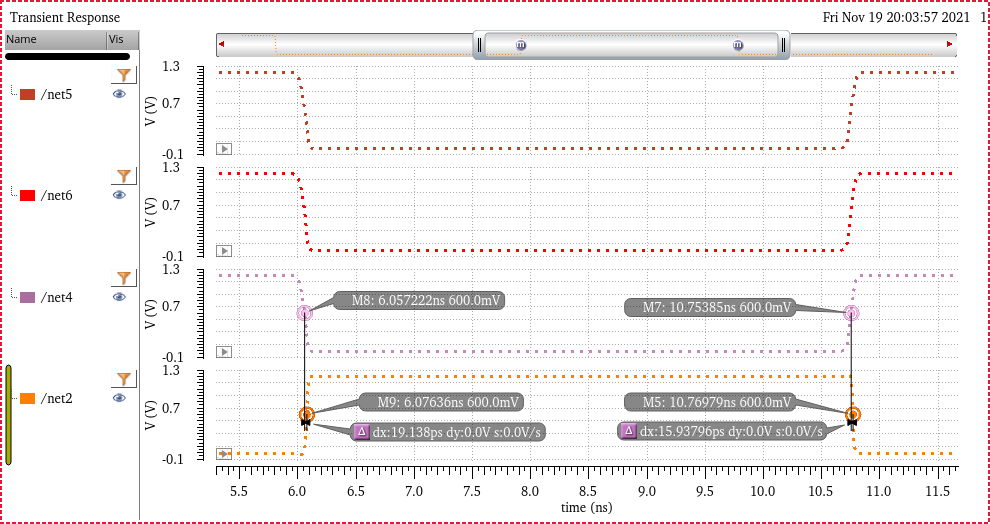 Transient Response
Fri Nov 19 20:03:57 2021 1
Name Vis
m m
/net5
1.3
0.7
-0.1
V (V)
/net6
1.3
0.7
-0.1
V (V)
/net4
1.3
0.7
-0.1
V (V)
M8: 6.057222ns 600.0mV
M7: 10.75385ns 600.0mV
/net2
1.3
0.7
-0.1
V (V)
M9: 6.07636ns 600.0mV
M5: 10.76979ns 600.0mV
Δ dx:19.138ps dy:0.0V s:0.0V/s
Δ dx:15.93796ps dy:0.0V s:0.0V/s
5.5 6.0 6.5 7.0 7.5 8.0 8.5 9.0 9.5 10.0 10.5 11.0 11.5
time (ns)